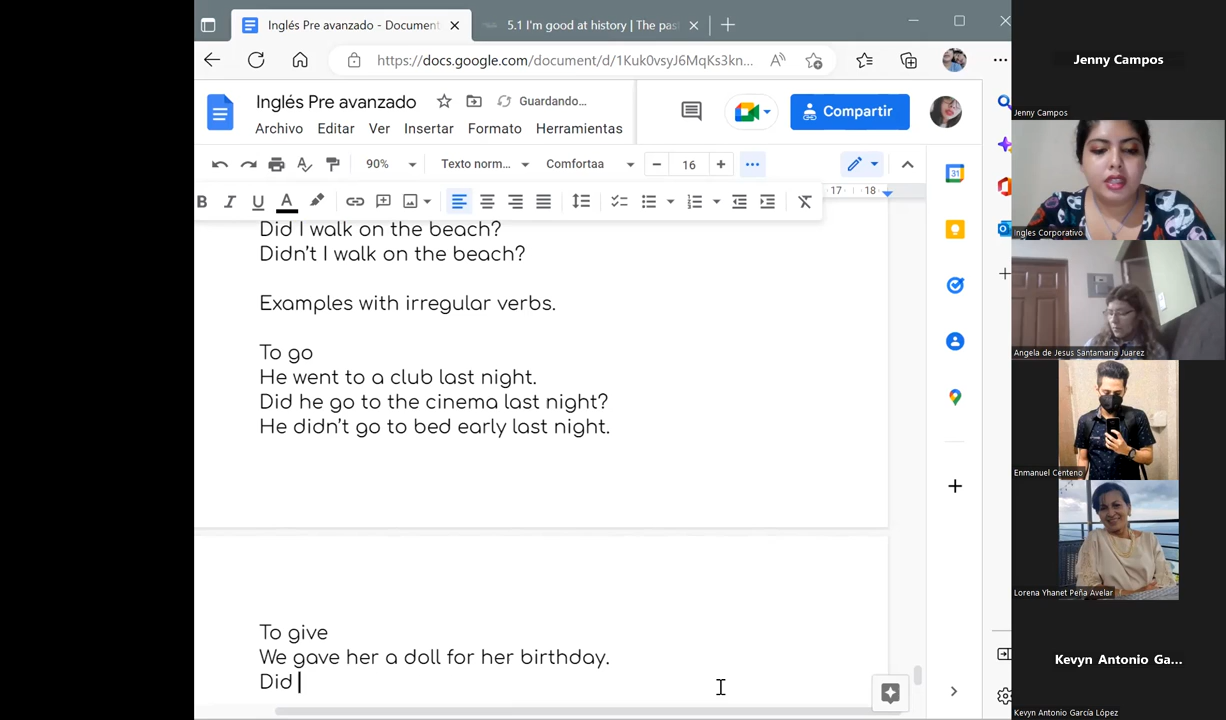 Inglés Pre avanzado - Document
5.1 I'm good at history | The pas
https://docs.google.com/document/d/1Kuk0vsyJ6MqKs3kn...
Inglés Pre avanzado
Guardando...
Archivo Editar Ver Insertar Formato Herramientas
Compartir
90% Texto norm... Comfortaa 16
17 18
Did I walk on the beach?
Didn't I walk on the beach?
Examples with irregular verbs.
To go
He went to a club last night.
Did he go to the cinema last night?
He didn't go to bed early last night.
To give
We gave her a doll for her birthday.
Did
31
Jenny Campos
Jenny Campos
Ingles Corporativo
Angela de Jesus Santamaria Juarez
Enmanuel Centeno
Lorena Yhanet Peña Avelar
Kevyn Antonio Ga...
Kevyn Antonio García López